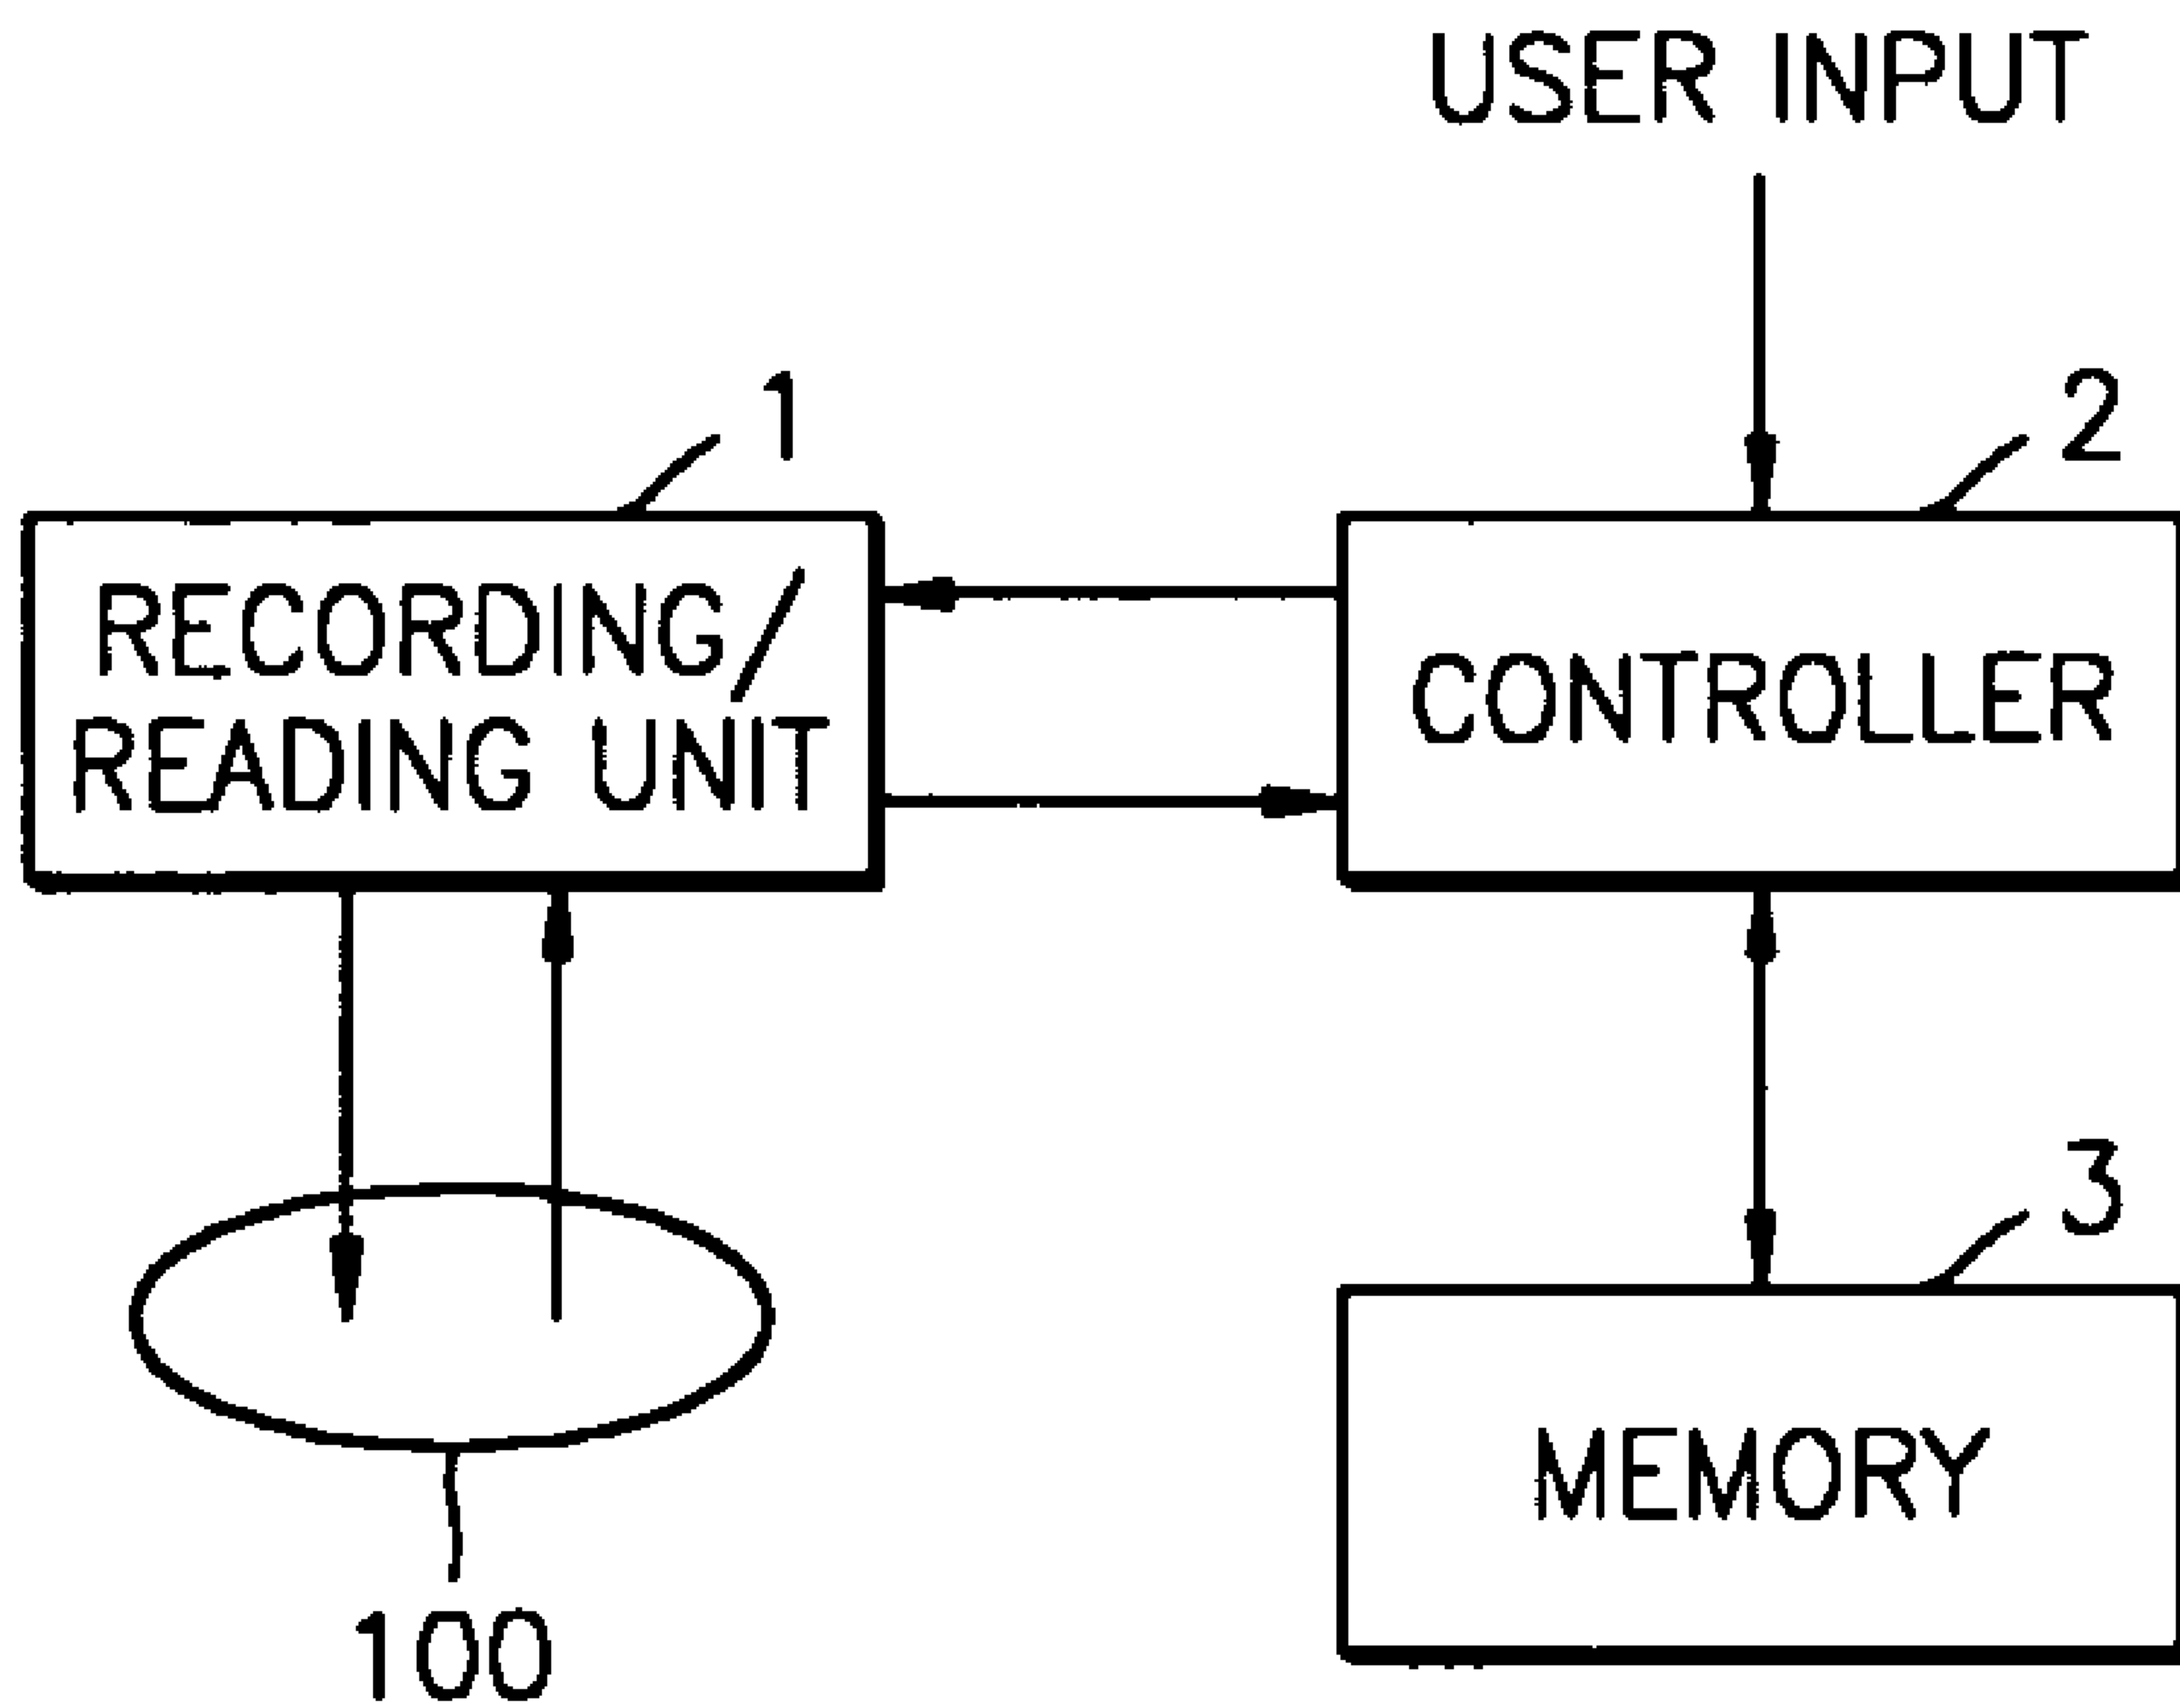 USER INPUT
1
2
RECORDING/
READING UNIT
CONTROLLER
3
MEMORY
100